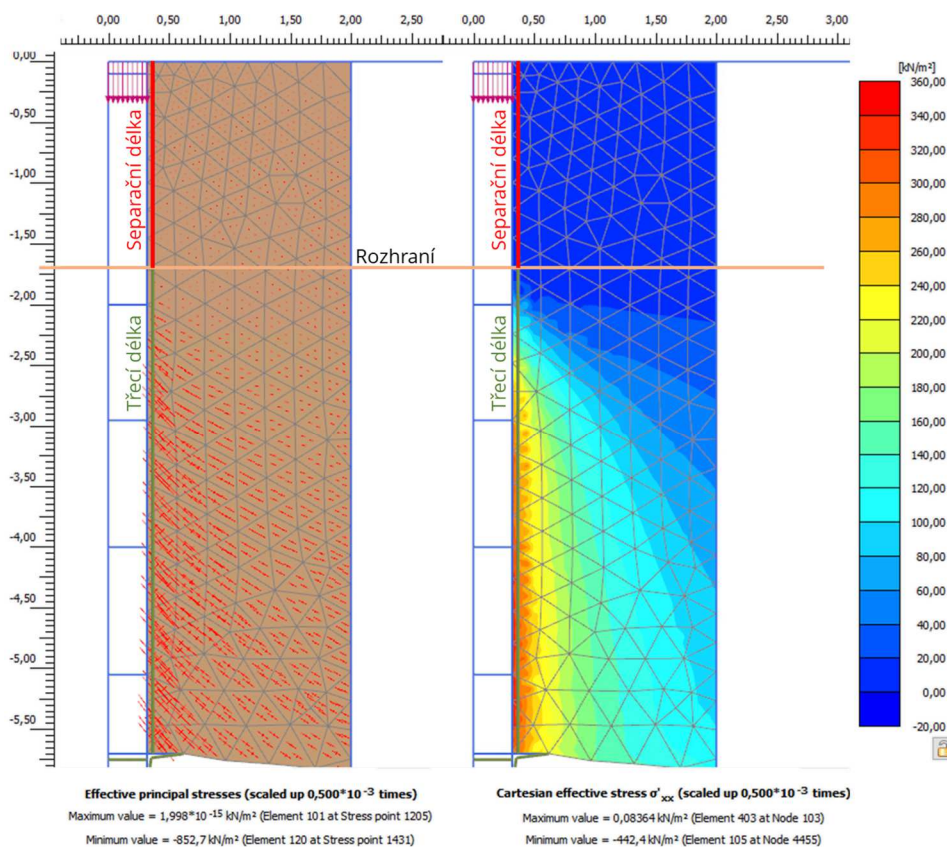 0,00 0,50 1,00 1,50 2,00 2,50
0,00 0,50 1,00 1,50 2,00 2,50 3,00
0,00
-0,50
-1,00
-1,50
-2,00
-2,50
-3,00
-3,50
-4,00
-4,50
-5,00
-5,50
Separační délka
Třecí délka
Rozhraní
Separační délka
Třecí délka
[kN/m²]
360,00
340,00
320,00
300,00
280,00
260,00
240,00
220,00
200,00
180,00
160,00
140,00
120,00
100,00
80,00
60,00
40,00
20,00
0,00
-20,00
Effective principal stresses (scaled up 0,500*10⁻³ times)
Maximum value = 1,998*10⁻¹⁵ kN/m² (Element 101 at Stress point 1205)
Minimum value = -852,7 kN/m² (Element 120 at Stress point 1431)
Cartesian effective stress σ'xx (scaled up 0,500*10⁻³ times)
Maximum value = 0,08364 kN/m² (Element 403 at Node 103)
Minimum value = -442,4 kN/m² (Element 105 at Node 4455)